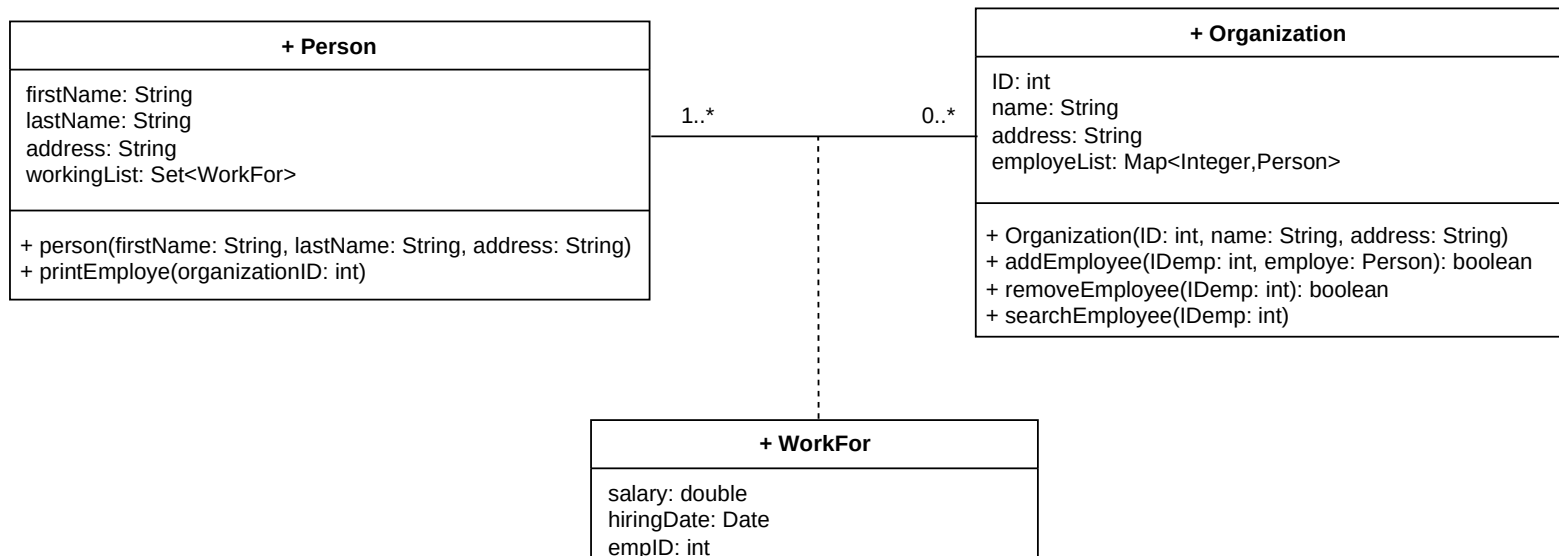 + Person
firstName: String
lastName: String
address: String
workingList: Set<WorkFor>
+ person(firstName: String, lastName: String, address: String)
+ printEmploye(organizationID: int)
1..*
0..*
+ Organization
ID: int
name: String
address: String
employeList: Map<Integer,Person>
+ Organization(ID: int, name: String, address: String)
+ addEmployee(IDemp: int, employe: Person): boolean
+ removeEmployee(IDemp: int): boolean
+ searchEmployee(IDemp: int)
+ WorkFor
salary: double
hiringDate: Date
empID: int